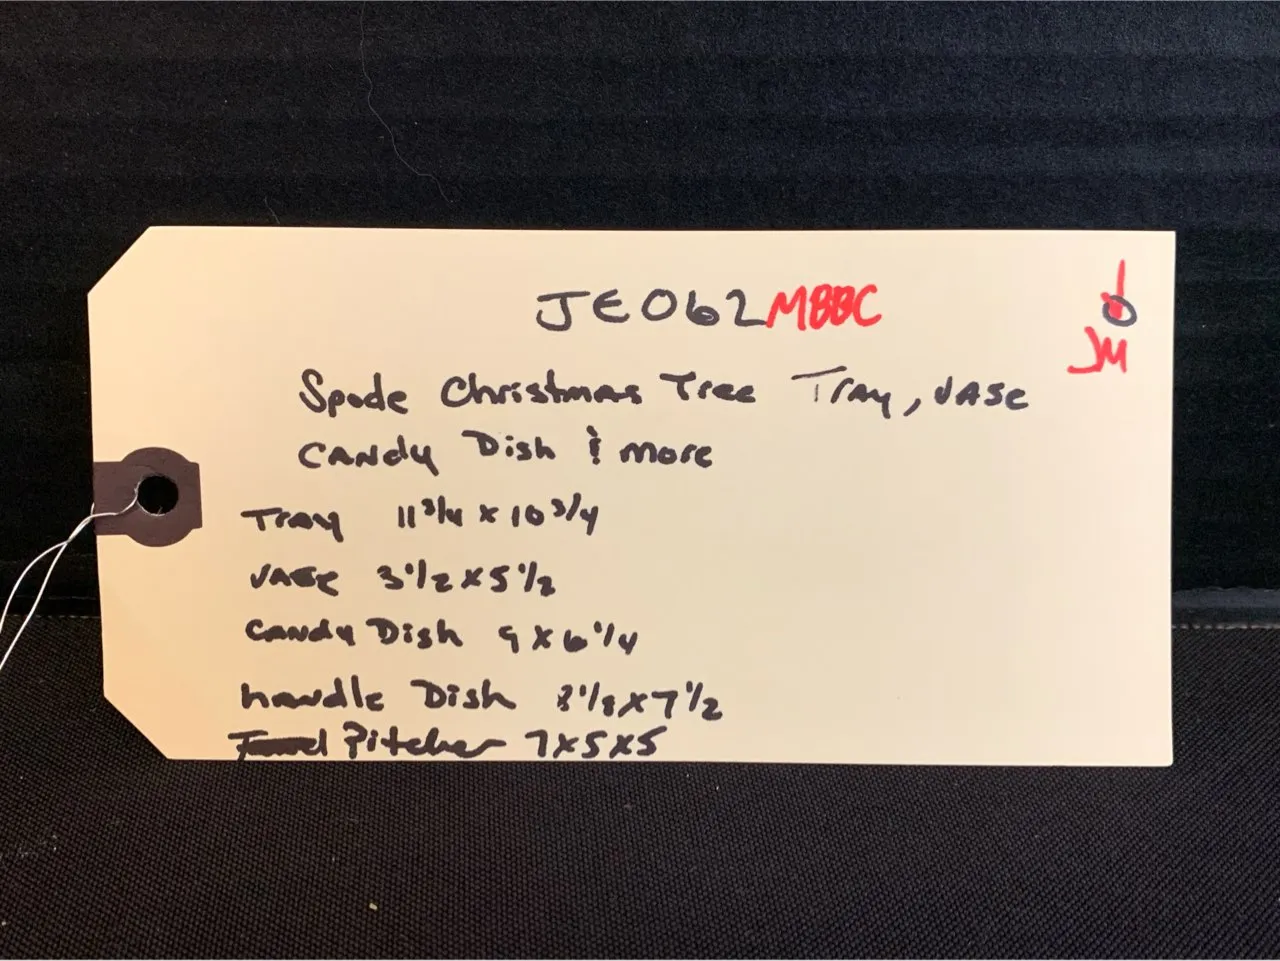 JE062MBBC
JM
Spode Christmas Tree Tray, VASE
CANDY Dish & more
Tray 11 3/4 x 10 3/4
VASE 3 1/2 x 5 1/2
Candy Dish 9 x 6 1/4
handle Dish 8 1/8 x 7 1/2
Pitcher 7x5x5